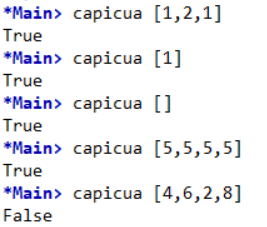 *Main> capicua [1,2,1]
True
*Main> capicua [1]
True
*Main> capicua []
True
*Main> capicua [5,5,5,5]
True
*Main> capicua [4,6,2,8]
False